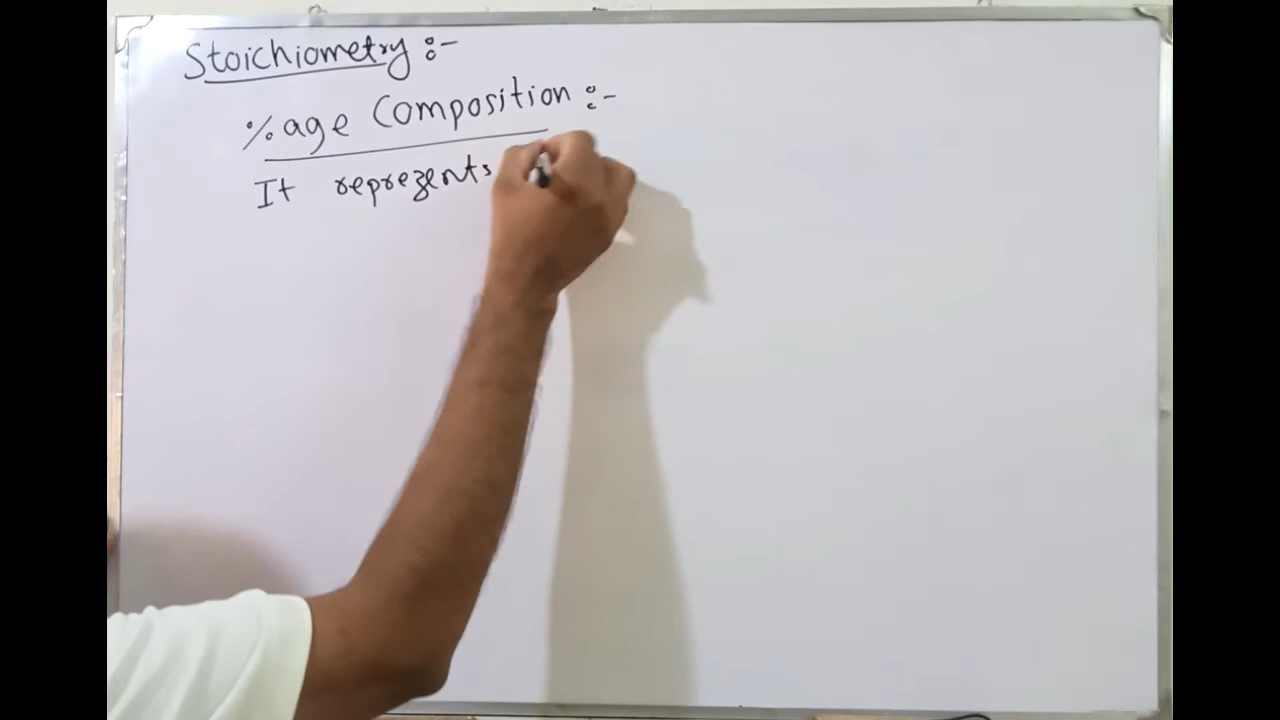 Stoichiometry :-
%age Composition :-
It represents